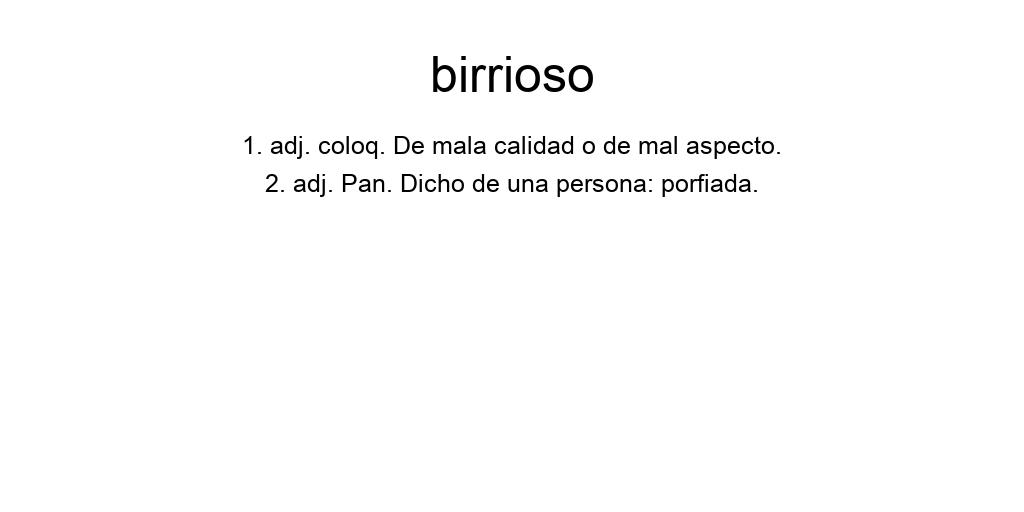 birrioso
1. adj. coloq. De mala calidad o de mal aspecto.
2. adj. Pan. Dicho de una persona: porfiada.